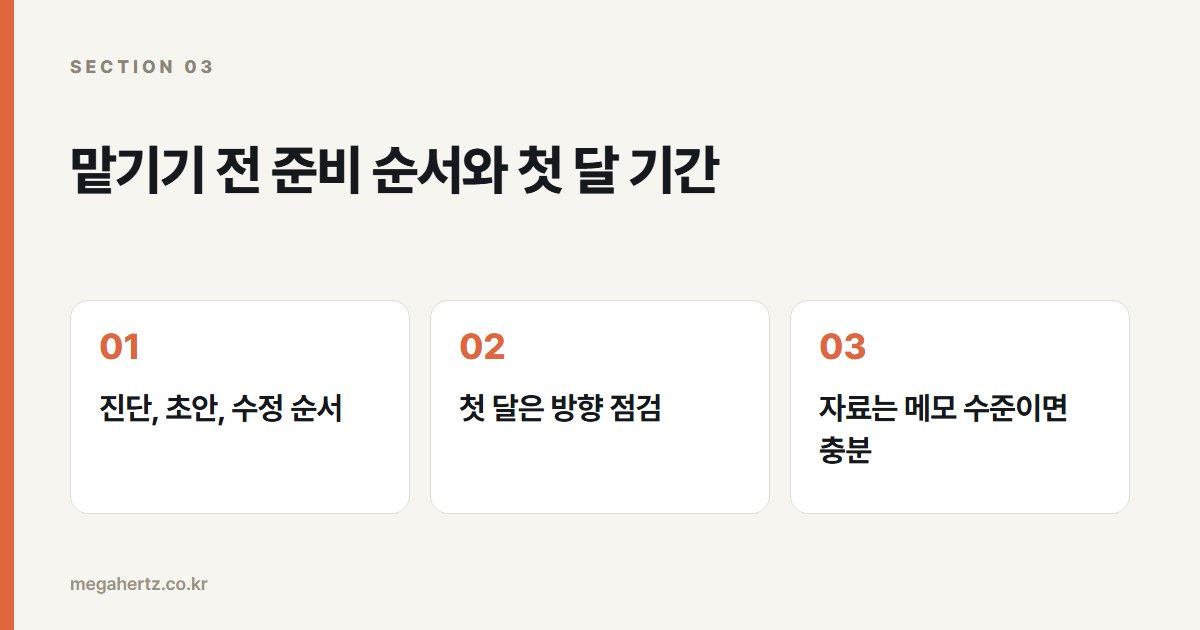 SECTION 03
맡기기 전 준비 순서와 첫 달 기간
01
진단, 초안, 수정 순서
02
첫 달은 방향 점검
03
자료는 메모 수준이면
충분
megahertz.co.kr